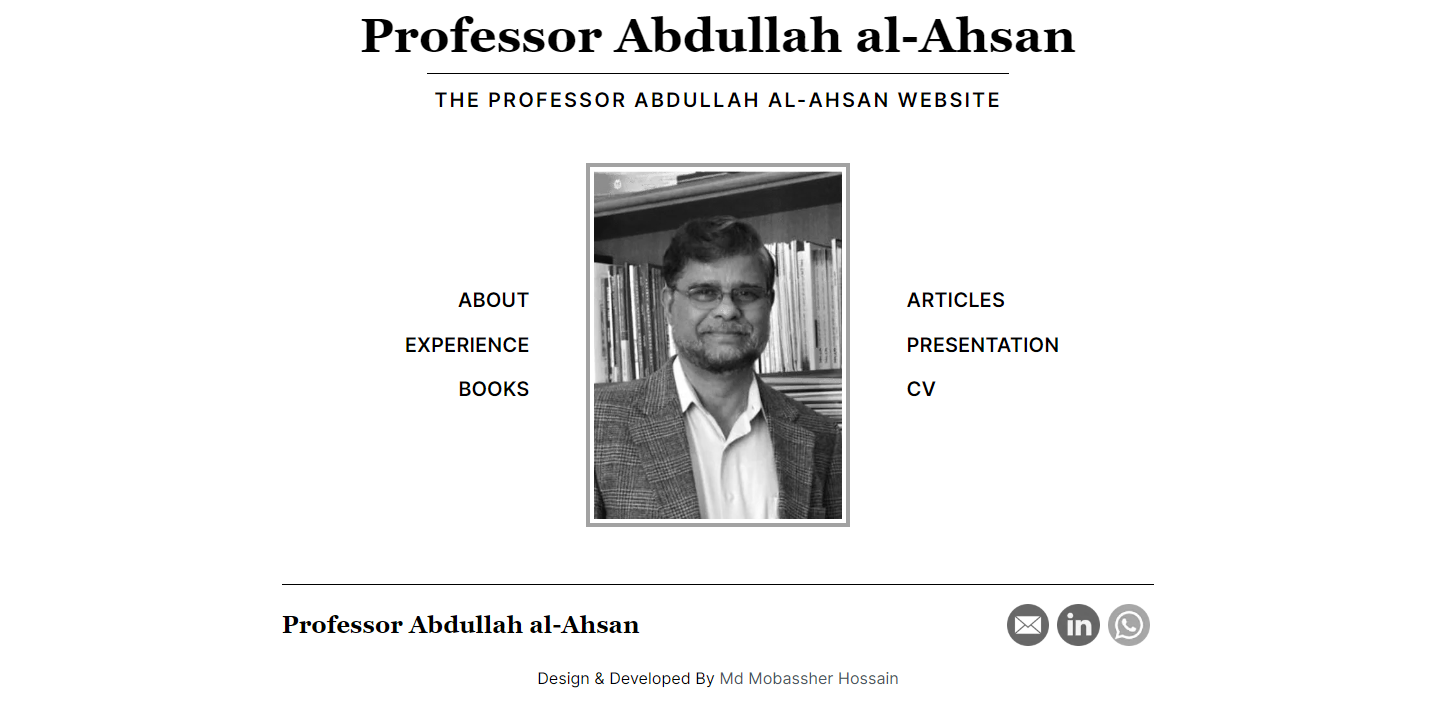 Professor Abdullah al-Ahsan
THE PROFESSOR ABDULLAH AL-AHSAN WEBSITE
ABOUT
EXPERIENCE
BOOKS
ARTICLES
PRESENTATION
CV
Professor Abdullah al-Ahsan
in
Design & Developed By Md Mobassher Hossain